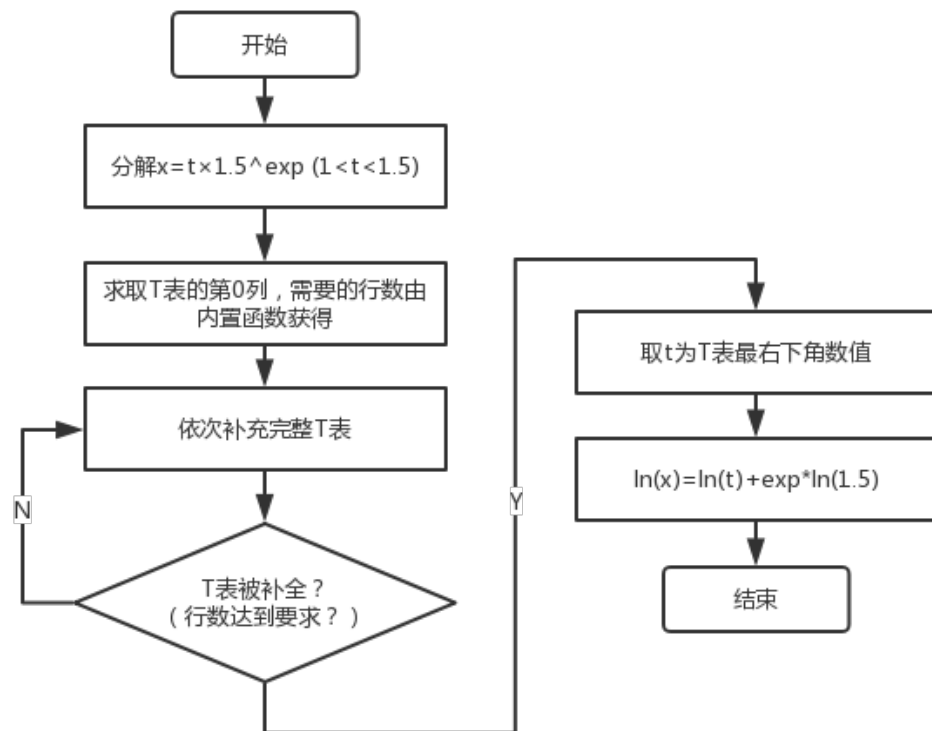 开始
分解x=t×1.5^exp (1<t<1.5)
求取T表的第0列，需要的行数由
内置函数获得
依次补充完整T表
N
T表被补全？
（行数达到要求？）
Y
取t为T表最右下角数值
ln(x)=ln(t)+exp*ln(1.5)
结束